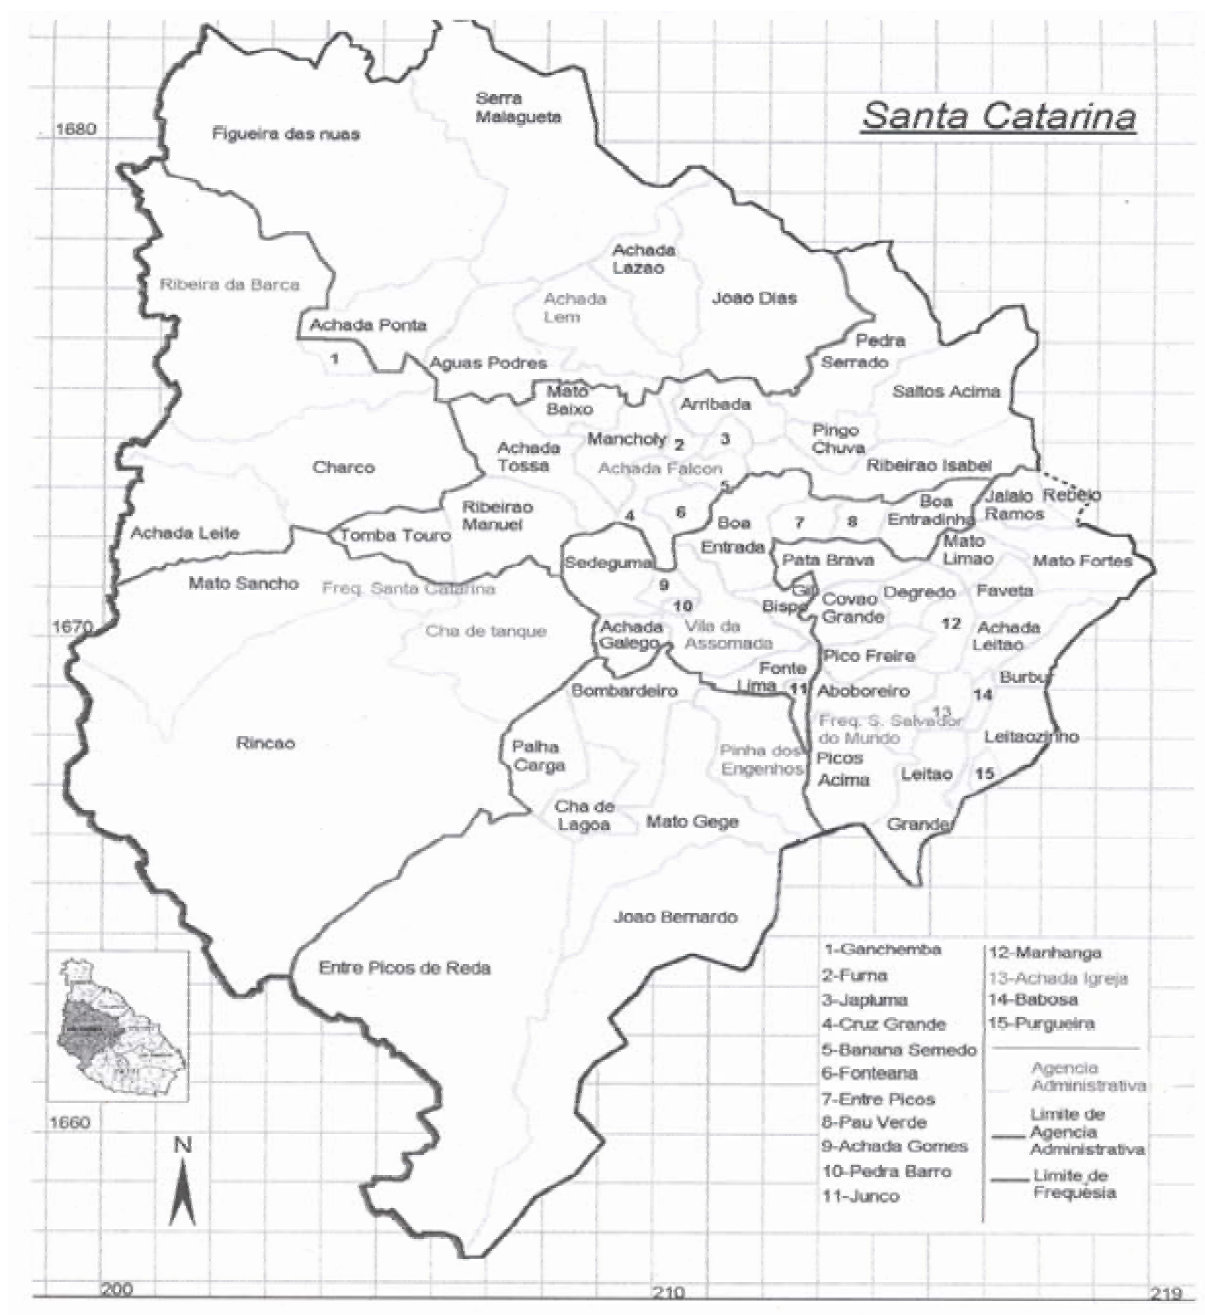 Santa Catarina
1680
Serra
Malagueta
Figueira das nuas
Achada
Lazao
Ribeira da Barca
Achada
Lem
Joao Dias
Achada Ponta
1
Aguas Podres
Pedra
Serrado
Mato
Baixo
Arribada
Saltos Acima
Mancholy
2
3
Pingo
Chuva
Achada
Tossa
Charco
Achada Falcon
Ribeirao Isabel
5
Jalalo
Ramos
Rebelo
Ribeirao
Manuel
4
6
Boa
Entrada
7
8
Boa
Entradinha
Achada Leite
Tomba Touro
Mato
Limao
Sedeguma
Pata Brava
Mato Fortes
Mato Sancho
Freq. Santa Catarina
9
10
Gil
Bispo
Covao
Grande
Degredo
Faveta
1670
Cha de tanque
Achada
Galego
Vila da
Assomada
12
Achada
Leitao
Pico Freire
Fonte
Lima
11
Bombardeiro
Aboboreiro
Burbur
14
13
Freq. S. Salvador
do Mundo
Rincao
Palha
Carga
Pinha dos
Engenhos
Leitaozinho
Picos
Acima
Leitao
15
Cha de
Lagoa
Mato Gege
Grande
Joao Bernardo
Entre Picos de Reda
1-Ganchemba
2-Furna
3-Japluma
4-Cruz Grande
5-Banana Semedo
6-Fonteana
7-Entre Picos
8-Pau Verde
9-Achada Gomes
10-Pedra Barro
11-Junco
12-Manhanga
13-Achada Igreja
14-Babosa
15-Purgueira
Agencia
Administrativa
Limite de
Agencia
Administrativa
Limite de
Frequèsia
1660
N
200
210
219